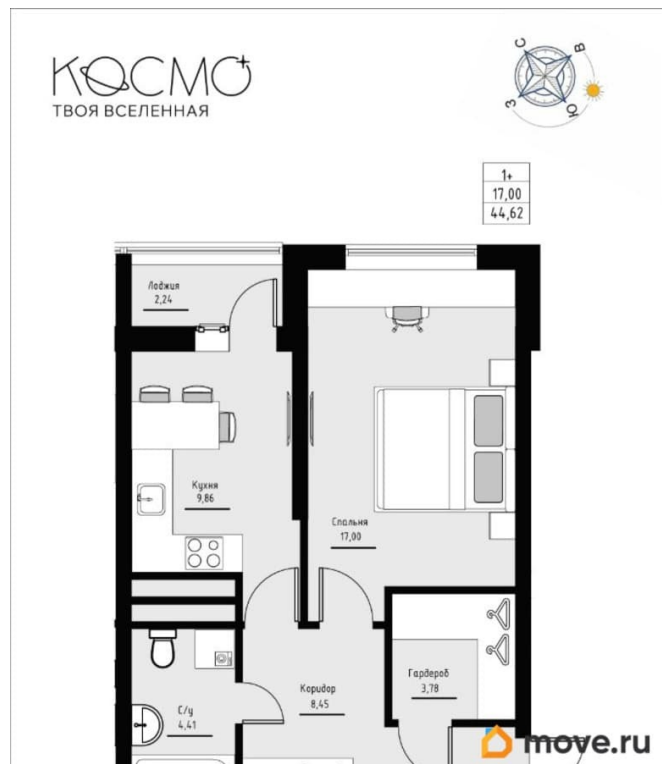 КОСМО
ТВОЯ ВСЕЛЕННАЯ
С
В
З
Ю
1+
17,00
44,62
Лоджия
2,24
Кухня
9,86
Спальня
17,00
Гардероб
3,78
Коридор
8,45
С/у
4,41
move.ru